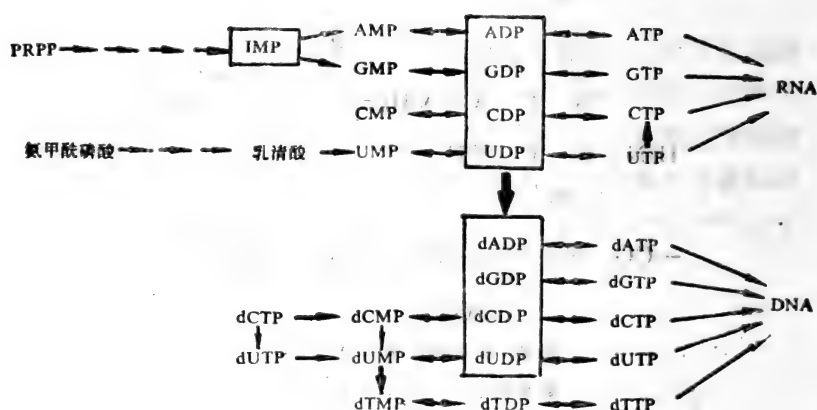 AMP ADP ATP
PRPP IMP
GMP GDP GTP
RNA
CMP CDP CTP
氨甲酰磷酸 乳清酸 UMP UDP UTP
dADP dATP
dGDP dGTP
DNA
dCTP dCMP dCDP dCTP
dUTP dUMP dUDP dUTP
dTMP dTDP dTTP